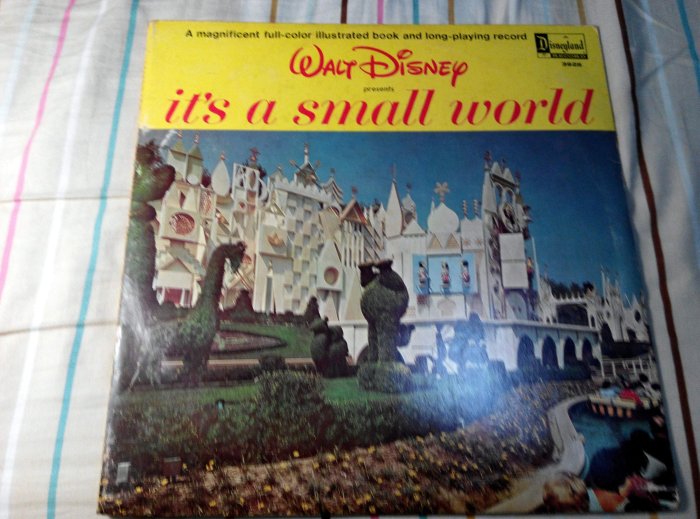 A magnificent full-color illustrated book and long-playing record
Disneyland
WALT DISNEY
presents
it's a small world